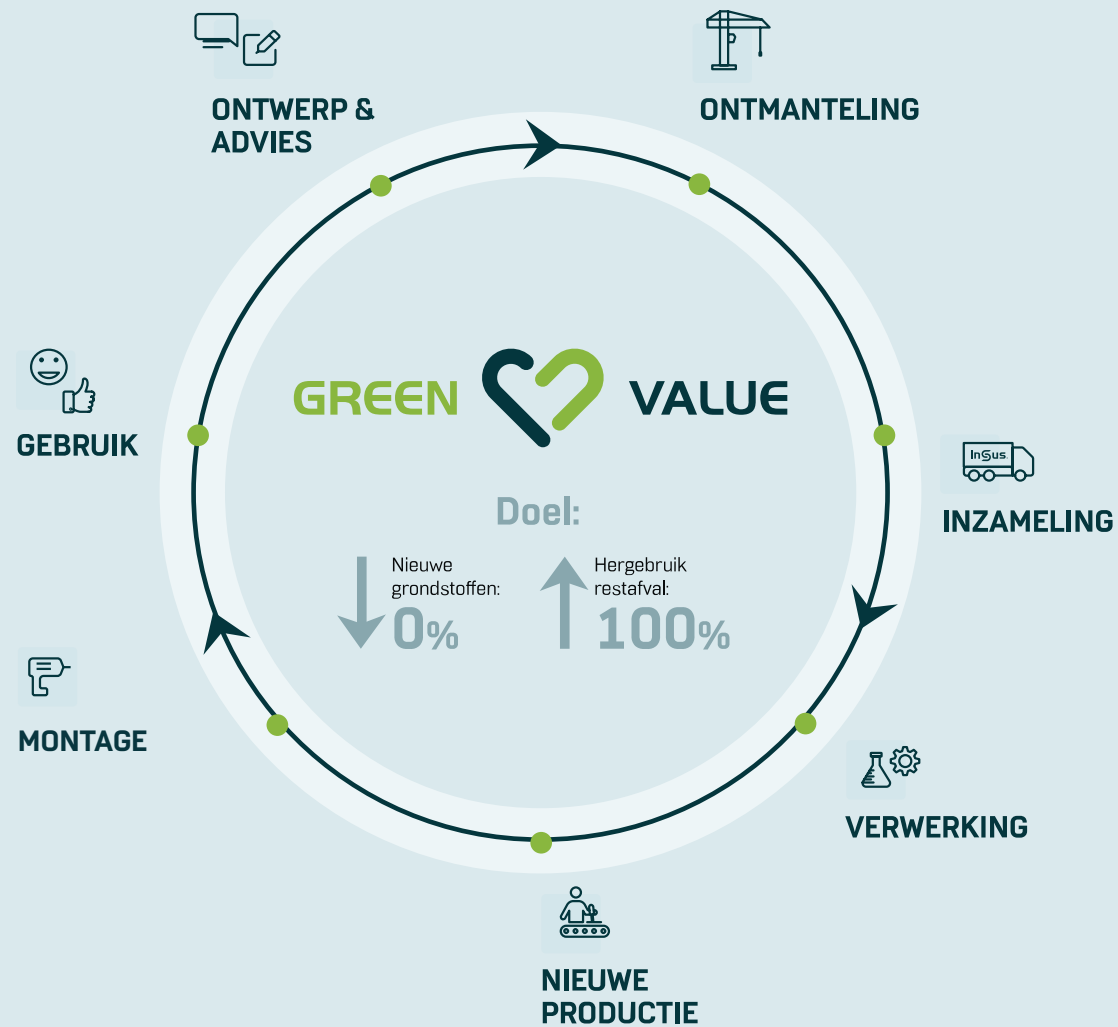 ONTWERP &
ADVIES
ONTMANTELING
GEBRUIK
GREEN VALUE
InSus.
INZAMELING
Doel:
Nieuwe
grondstoffen:
0%
Hergebruik
restafval:
100%
MONTAGE
VERWERKING
NIEUWE
PRODUCTIE